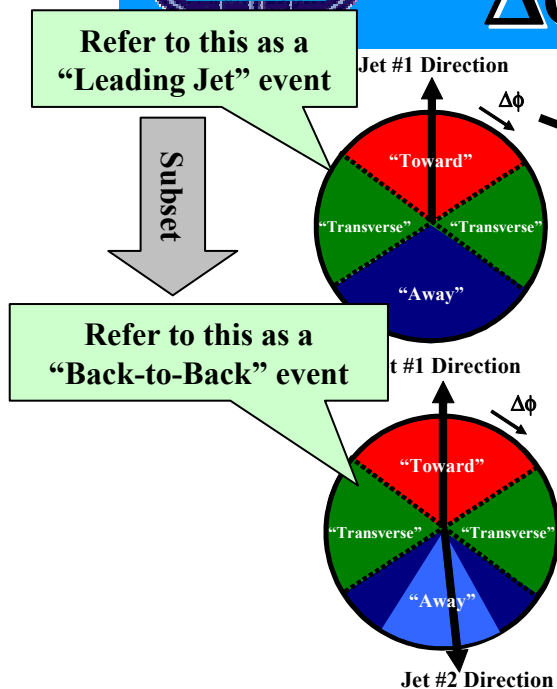 Refer to this as a
“Leading Jet” event
Jet #1 Direction
Δϕ
“Toward”
“Transverse” “Transverse”
“Away”
Subset
Refer to this as a
“Back-to-Back” event
#1 Direction
Δϕ
“Toward”
“Transverse” “Transverse”
“Away”
Jet #2 Direction